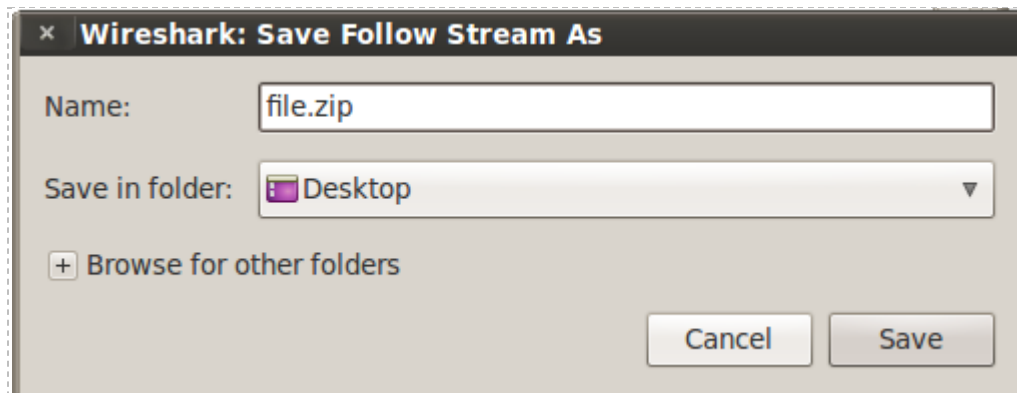 Wireshark: Save Follow Stream As
Name: file.zip
Save in folder: Desktop
Browse for other folders
Cancel Save